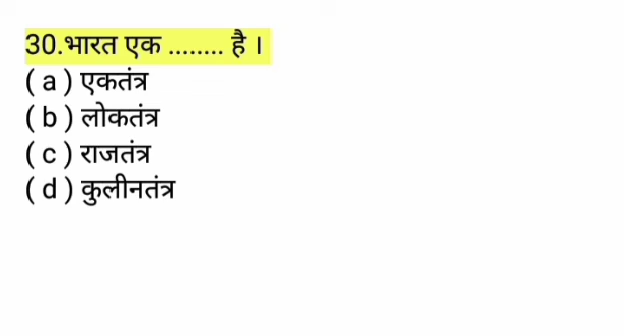 30.भारत एक ........ है ।
( a ) एकतंत्र
( b ) लोकतंत्र
( c ) राजतंत्र
( d ) कुलीनतंत्र